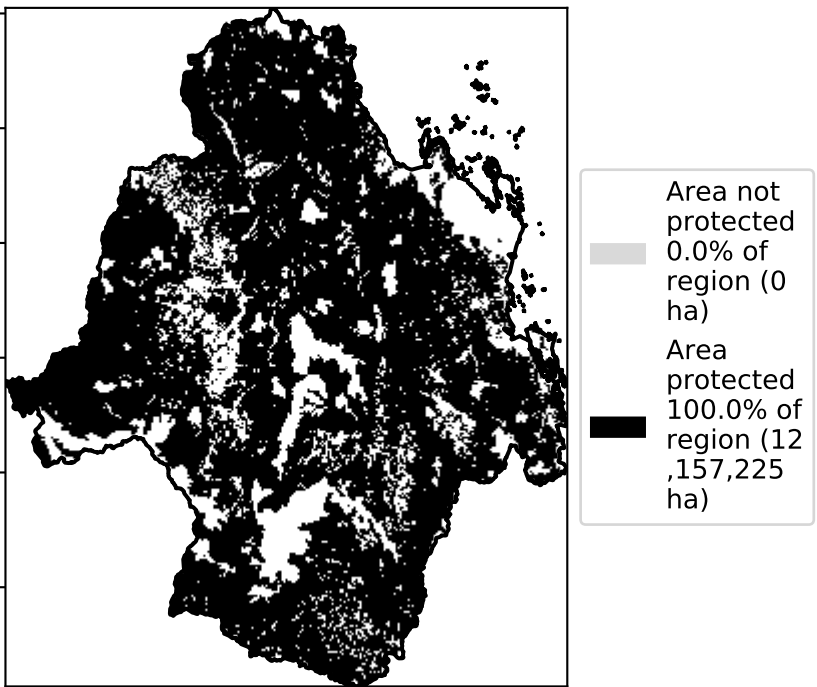 Area not
protected
0.0% of
region (0
ha)
Area
protected
100.0% of
region (12
,157,225
ha)